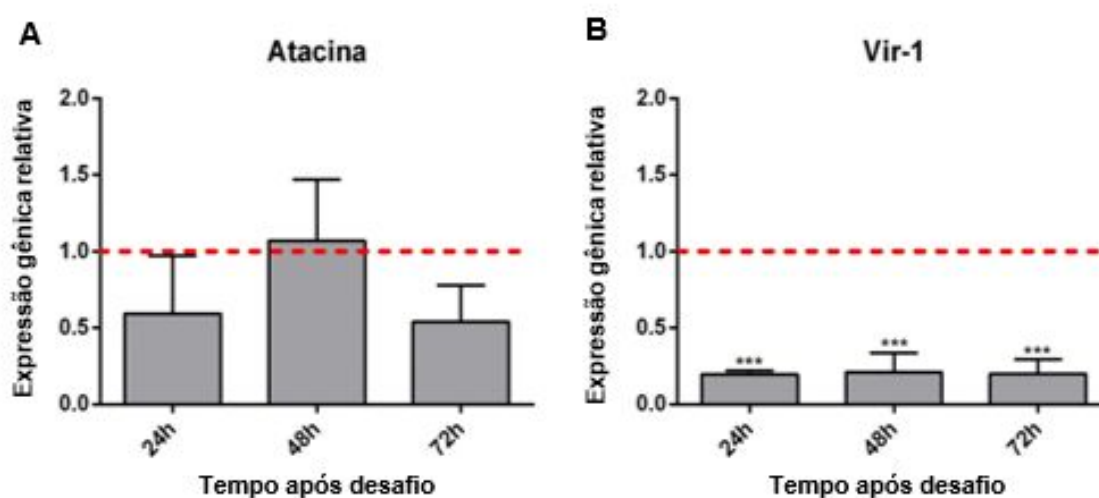 A
Atacina
Expressão gênica relativa
2.0
1.5
1.0
0.5
0.0
24h
48h
72h
Tempo após desafio
B
Vir-1
Expressão gênica relativa
2.0
1.5
1.0
0.5
0.0
***
***
***
24h
48h
72h
Tempo após desafio